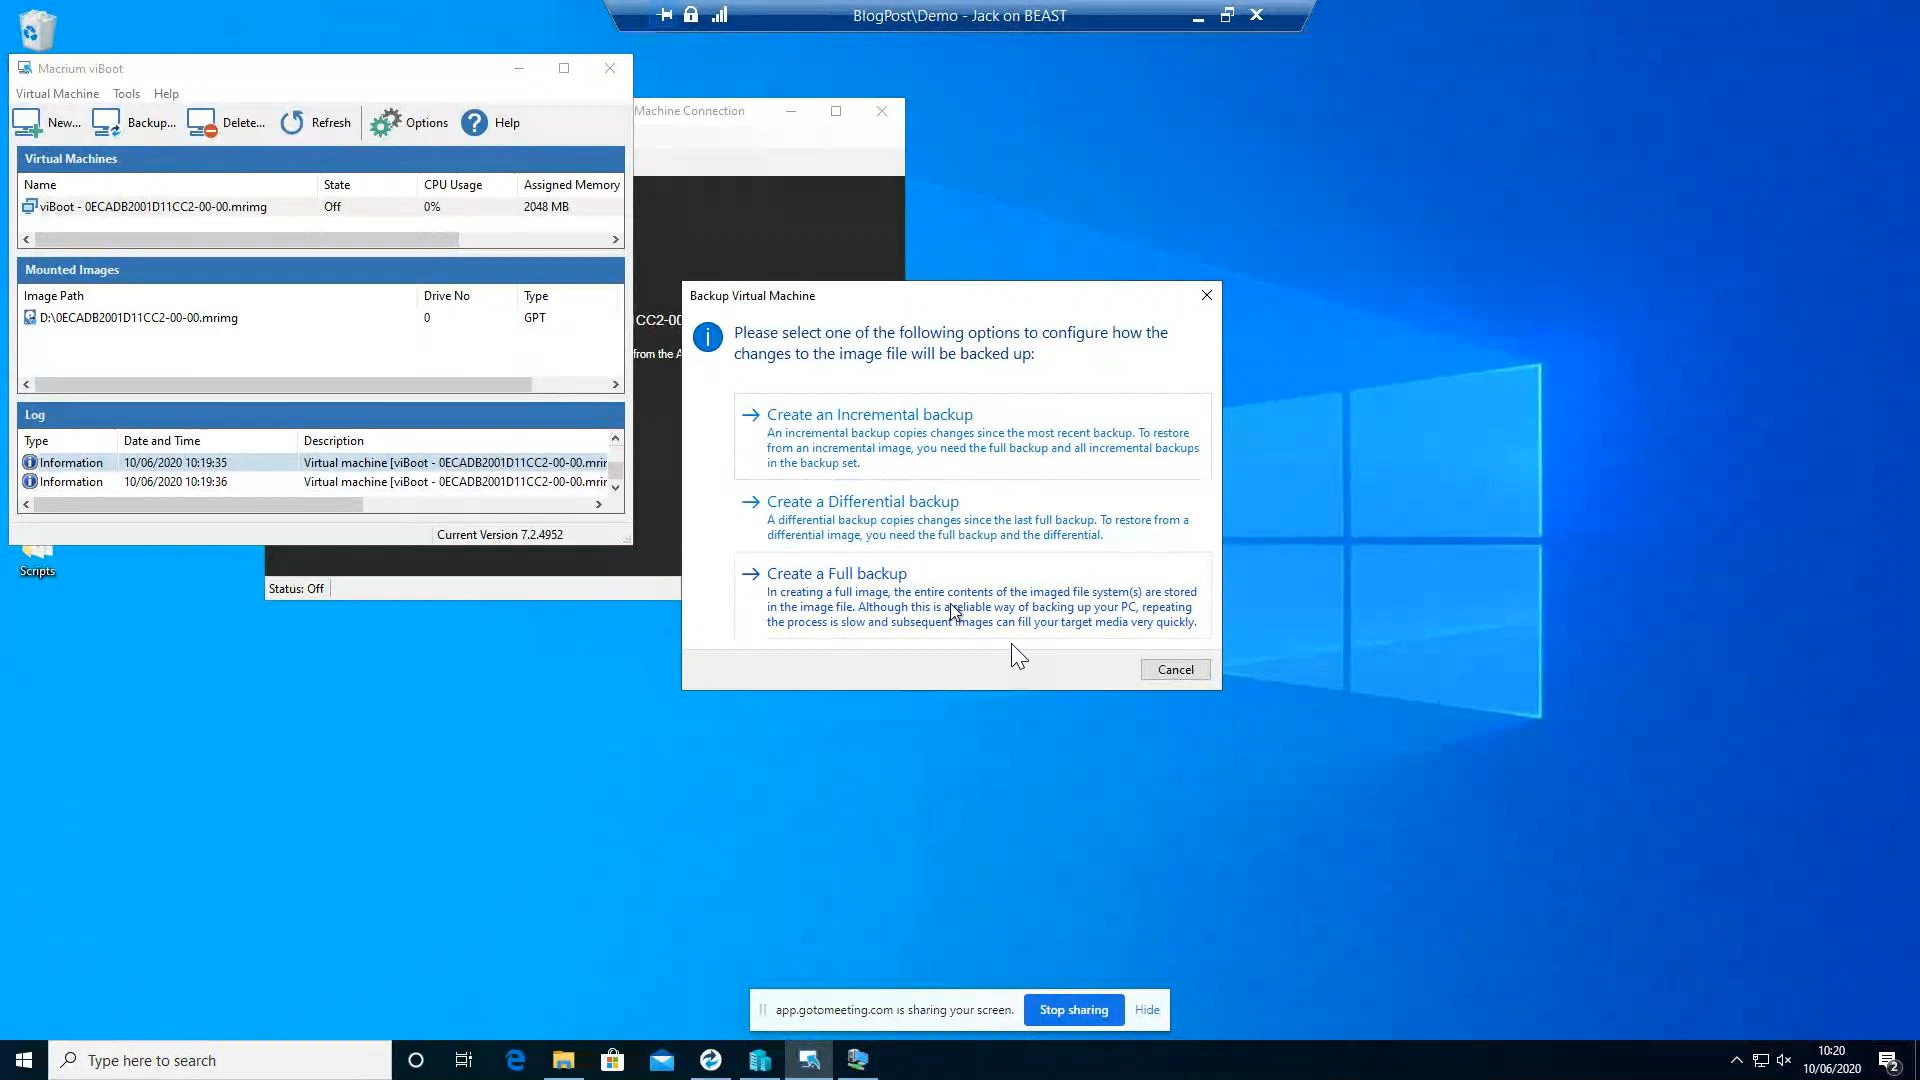 BlogPost\Demo - Jack on BEAST
Macrium viBoot
Virtual Machine Tools Help
New... Backup... Delete... Refresh Options Help
Machine Connection
Virtual Machines
Name State CPU Usage Assigned Memory
viBoot - 0ECADB2001D11CC2-00-00.mrimg Off 0% 2048 MB
Mounted Images
Image Path Drive No Type
D:\0ECADB2001D11CC2-00-00.mrimg 0 GPT
CC2-00
from the A
Log
Type Date and Time Description
Information 10/06/2020 10:19:35 Virtual machine [viBoot - 0ECADB2001D11CC2-00-00.mrir
Information 10/06/2020 10:19:36 Virtual machine [viBoot - 0ECADB2001D11CC2-00-00.mrir
Current Version 7.2.4952
Scripts
Status: Off
Backup Virtual Machine
Please select one of the following options to configure how the
changes to the image file will be backed up:
Create an Incremental backup
An incremental backup copies changes since the most recent backup. To restore
from an incremental image, you need the full backup and all incremental backups
in the backup set.
Create a Differential backup
A differential backup copies changes since the last full backup. To restore from a
differential image, you need the full backup and the differential.
Create a Full backup
In creating a full image, the entire contents of the imaged file system(s) are stored
in the image file. Although this is a reliable way of backing up your PC, repeating
the process is slow and subsequent images can fill your target media very quickly.
Cancel
app.gotomeeting.com is sharing your screen. Stop sharing Hide
Type here to search
10:20
10/06/2020
2